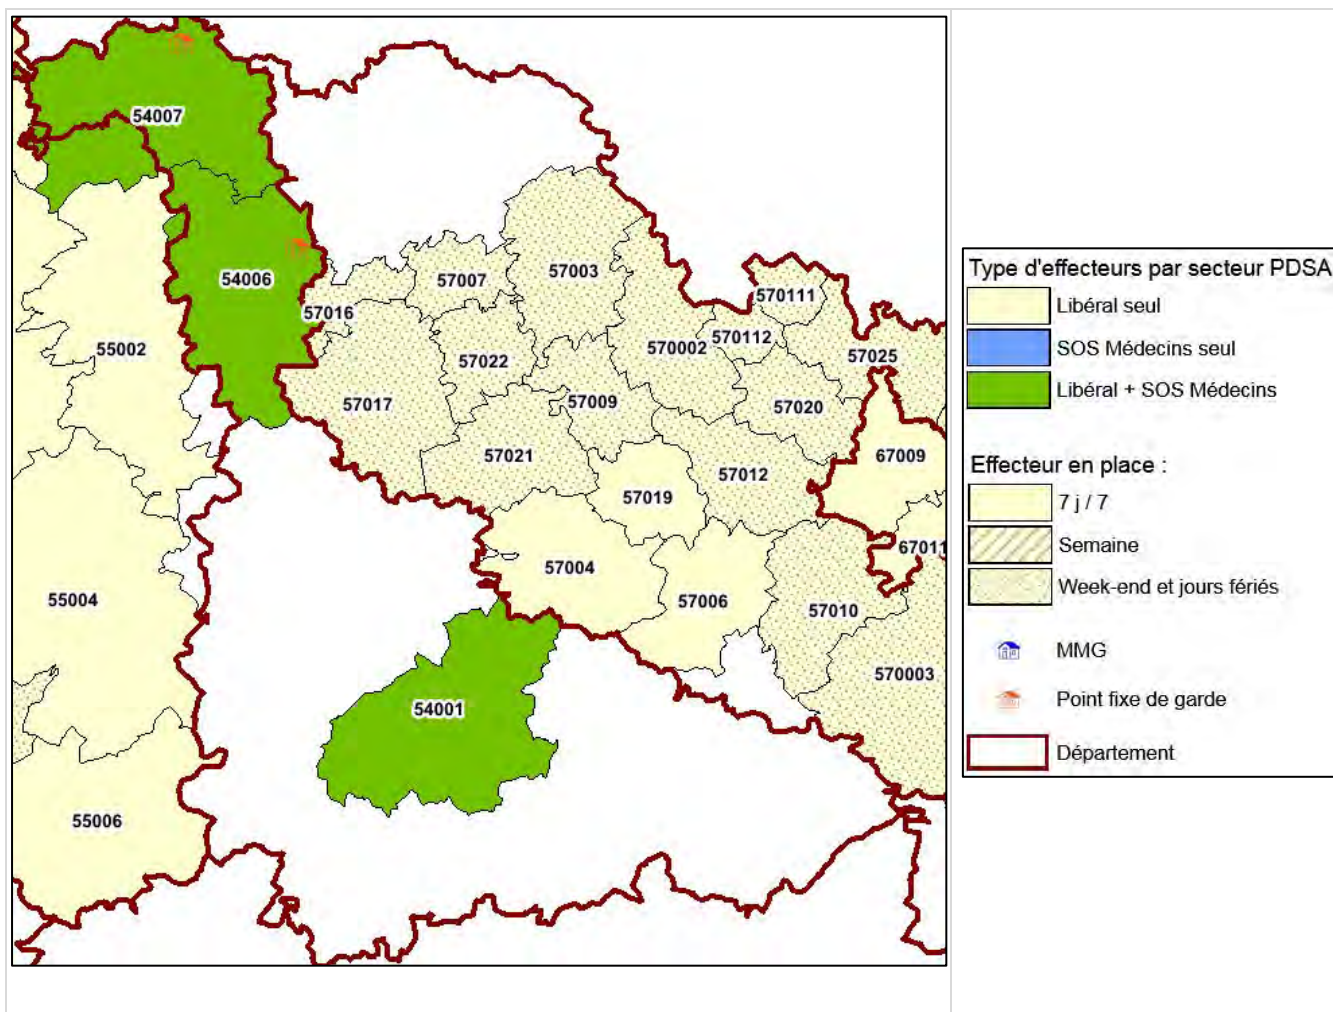 54007
54006
57016
57007
57003
570111
570112
57025
570002
57022
57017
57009
57020
57021
57012
57019
67009
67011
55002
55004
57004
57006
57010
570003
54001
55006
Type d'effecteurs par secteur PDSA
Libéral seul
SOS Médecins seul
Libéral + SOS Médecins
Effecteur en place :
7 j / 7
Semaine
Week-end et jours fériés
MMG
Point fixe de garde
Département